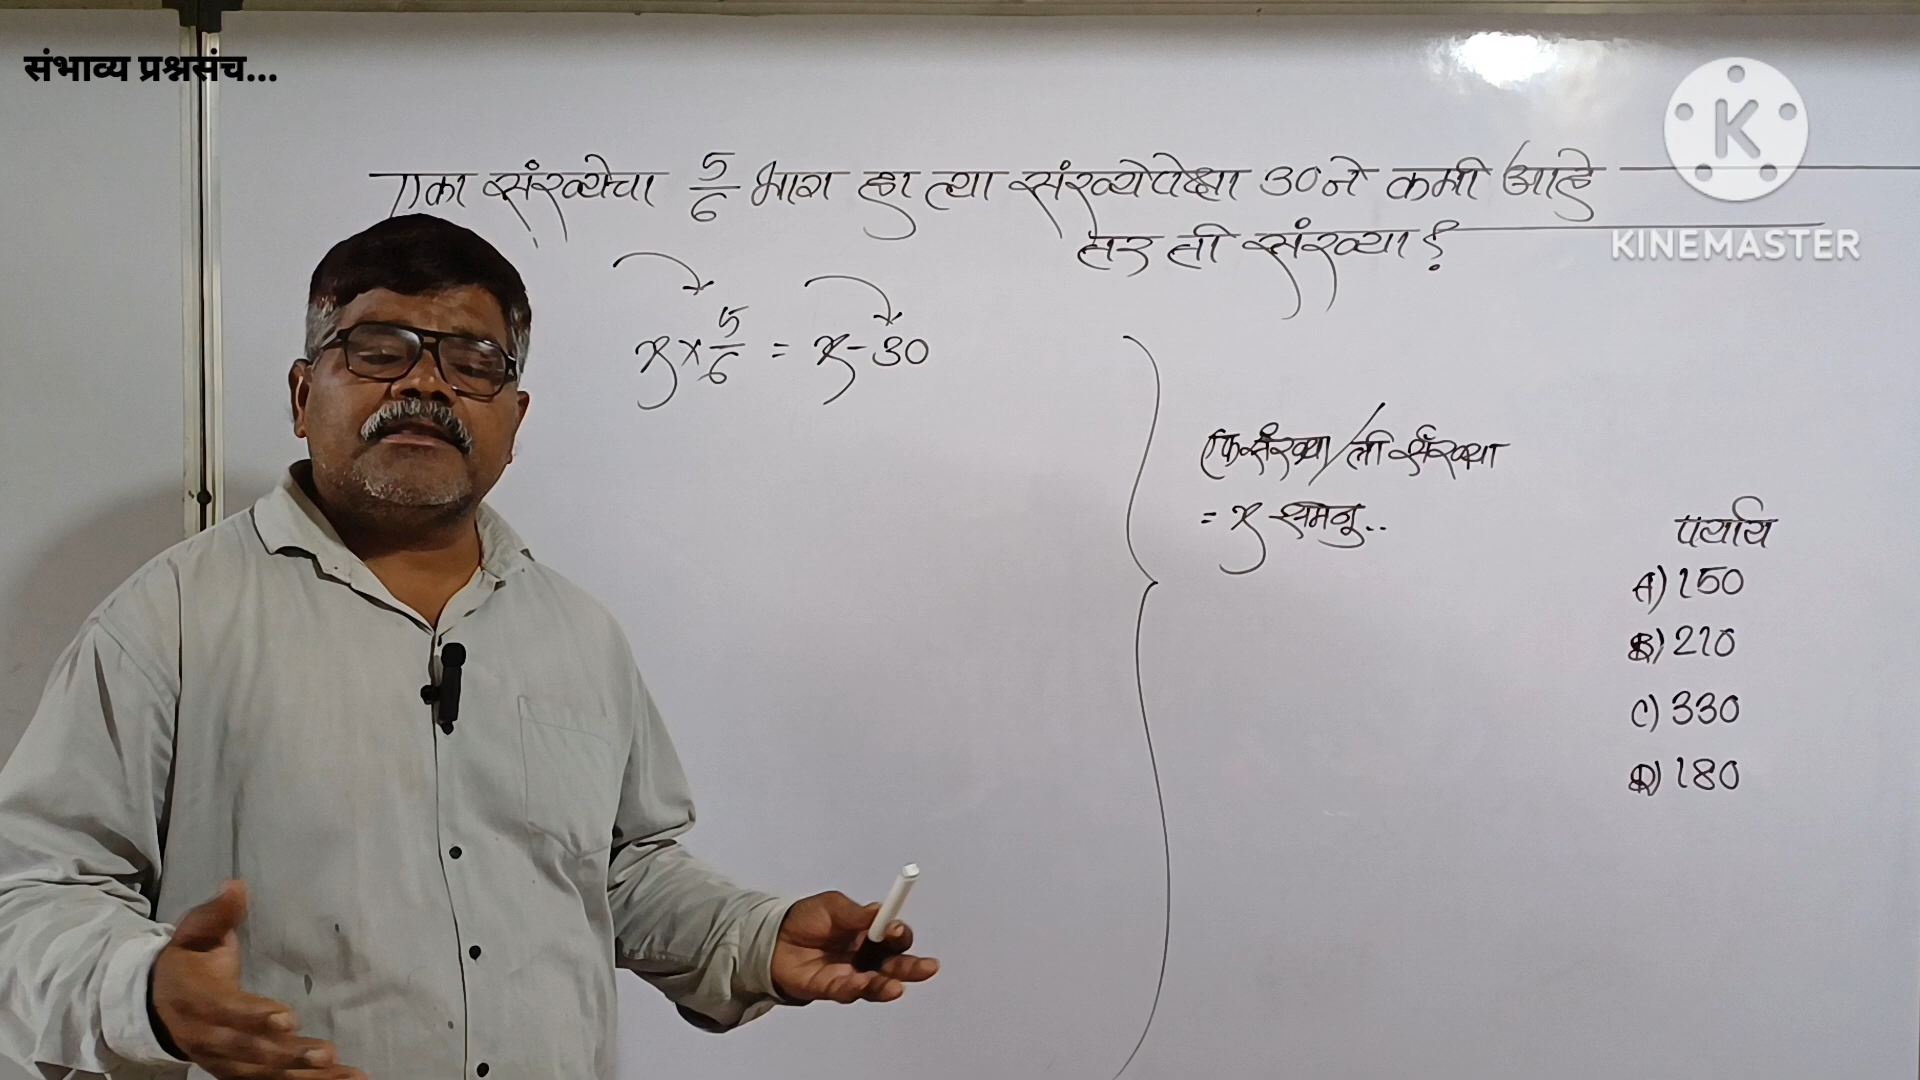 संभाव्य प्रश्नसंच...
K
KINEMASTER
एका संख्येचा 5/6 भाग हा त्या संख्येपेक्षा 30 ने कमी आहे
तर ती संख्या?
x × 5/6 = x - 30
एक संख्या / ती संख्या
= x समजू..
पर्याय
A) 150
B) 210
C) 330
D) 180